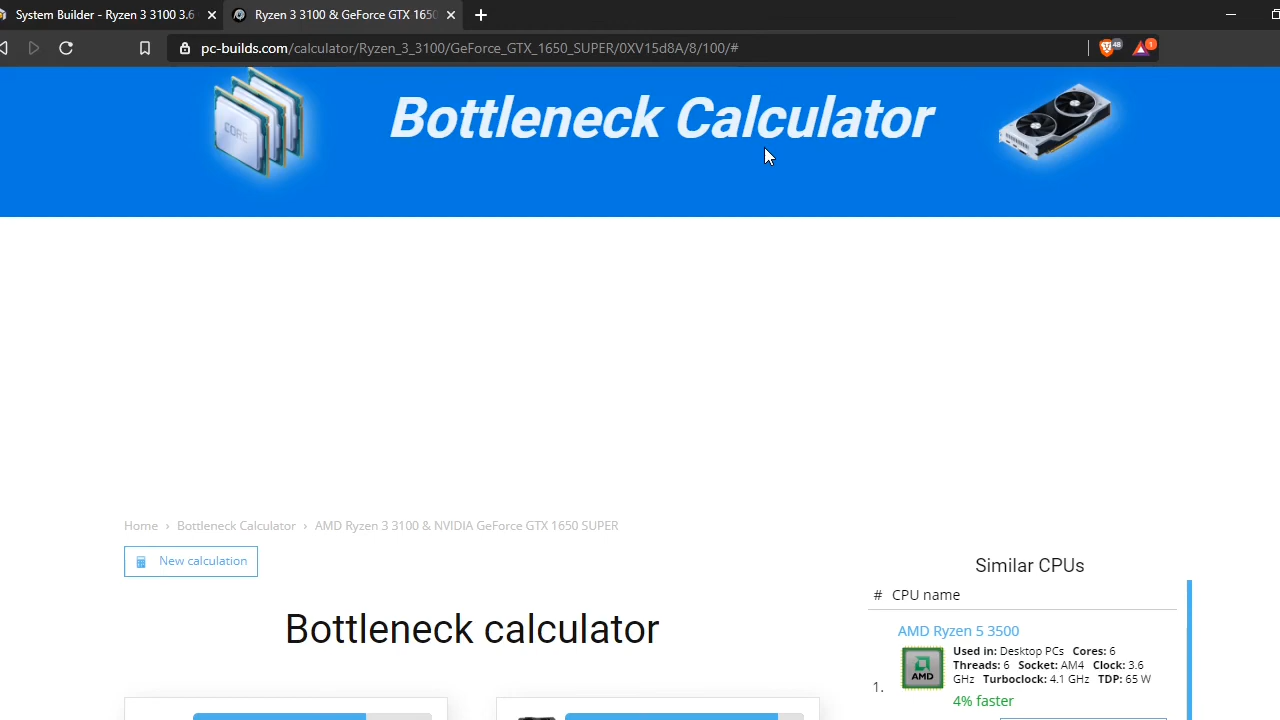 System Builder - Ryzen 3 3100 3.6
Ryzen 3 3100 & GeForce GTX 1650
pc-builds.com/calculator/Ryzen_3_3100/GeForce_GTX_1650_SUPER/0XV15d8A/8/100/#
48
1
CORE
Bottleneck Calculator
Home › Bottleneck Calculator › AMD Ryzen 3 3100 & NVIDIA GeForce GTX 1650 SUPER
New calculation
Bottleneck calculator
Similar CPUs
# CPU name
AMD Ryzen 5 3500
1.
AMD
Used in: Desktop PCs Cores: 6
Threads: 6 Socket: AM4 Clock: 3.6
GHz Turboclock: 4.1 GHz TDP: 65 W
4% faster